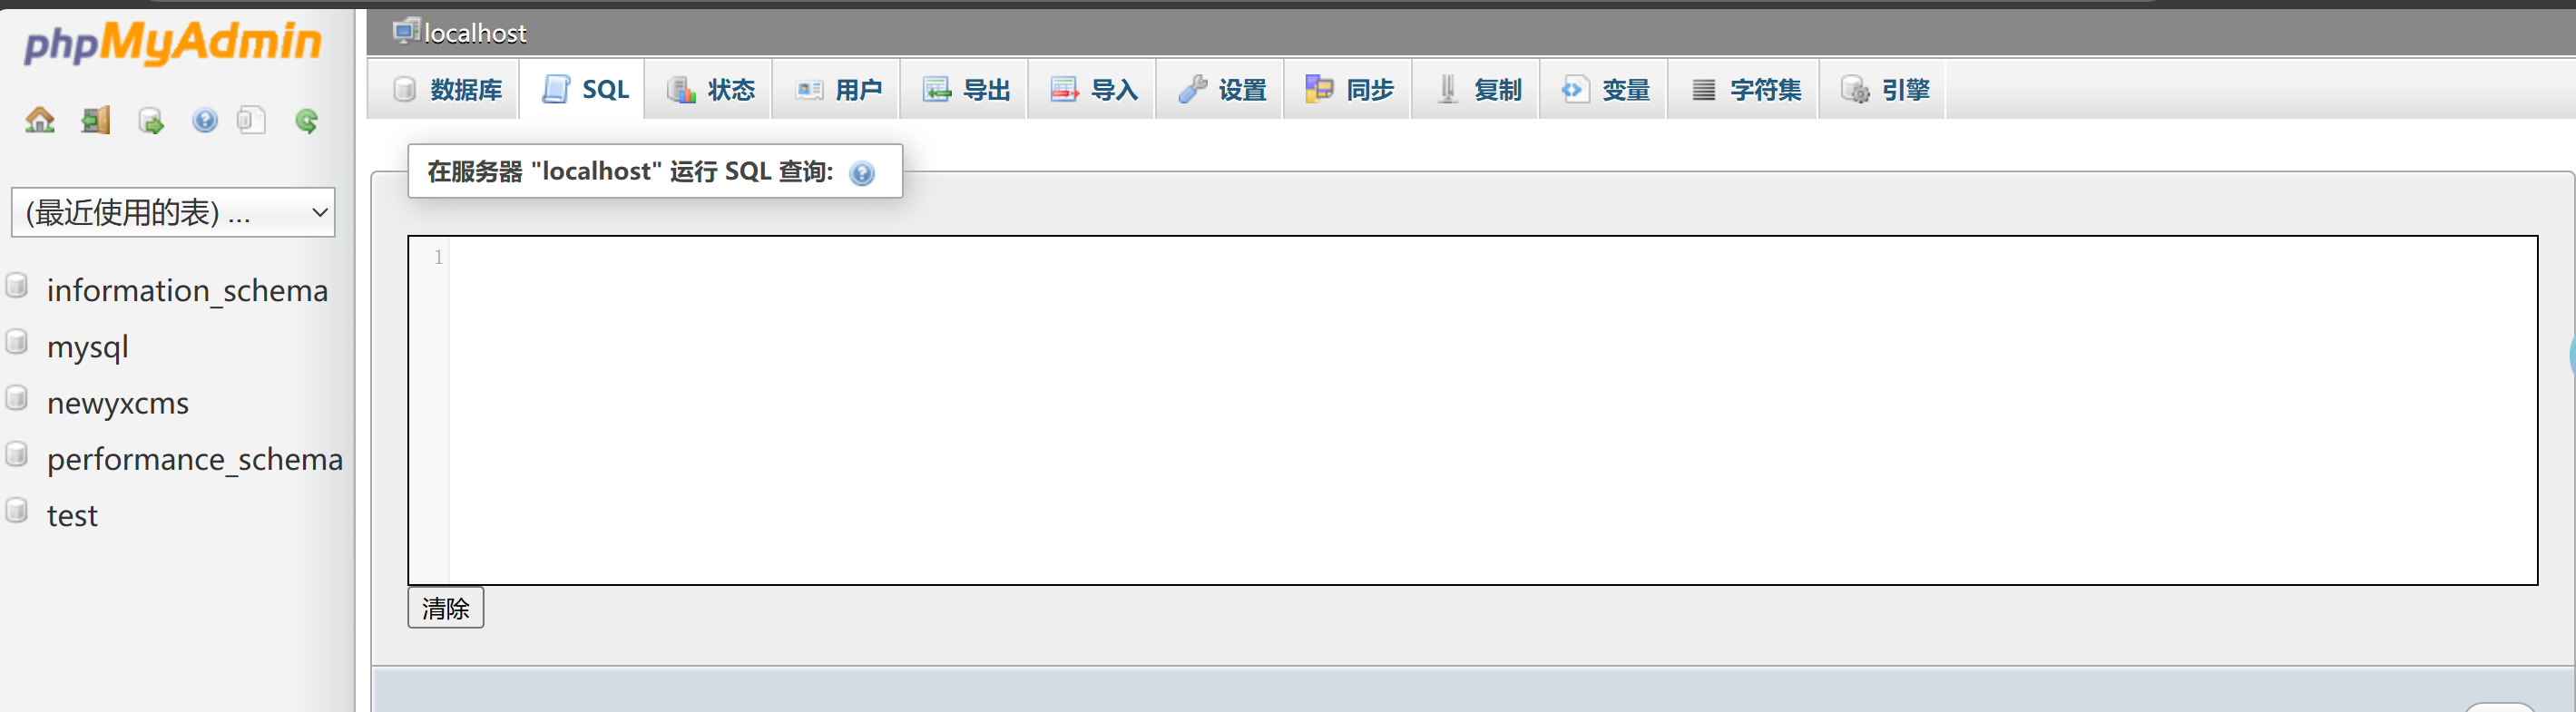 phpMyAdmin
(最近使用的表) ...
information_schema
mysql
newyxcms
performance_schema
test
localhost
数据库 SQL 状态 用户 导出 导入 设置 同步 复制 变量 字符集 引擎
在服务器 "localhost" 运行 SQL 查询:
1
清除